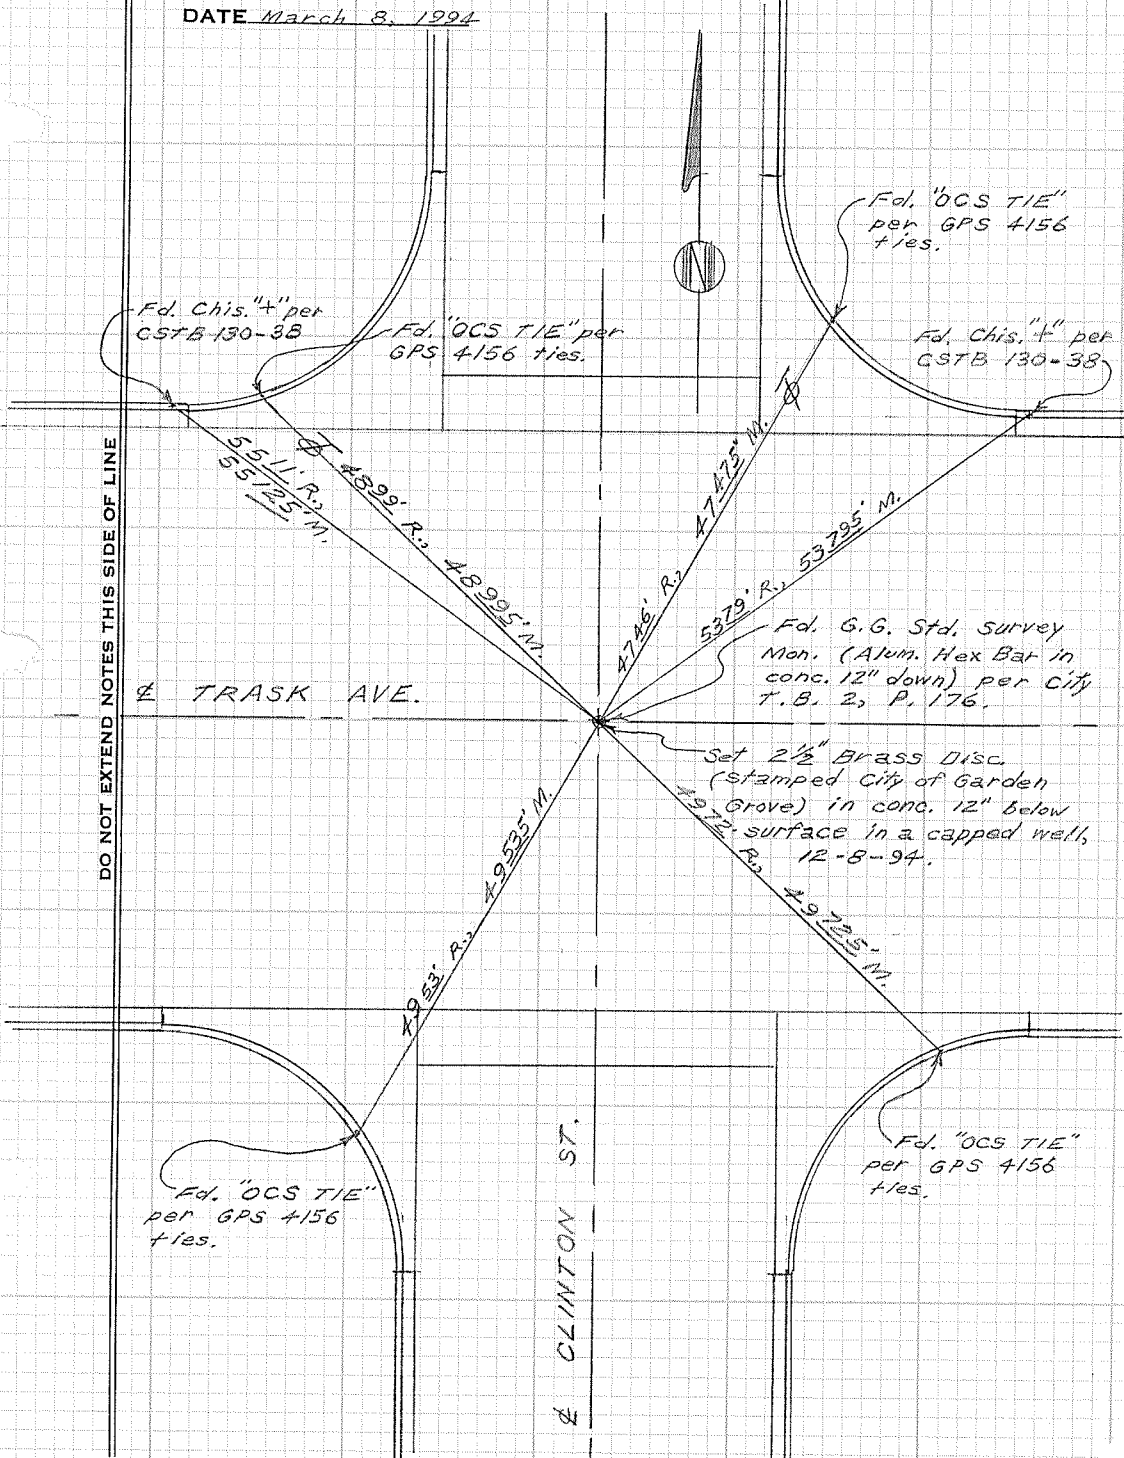 DATE March 8, 1994
Fd. "OCS TIE"
per GPS 4156
ties.
Fd. Chis. "+" per
CSTB 130-38
Fd. "OCS TIE" per
GPS 4156 ties.
Fd. Chis. "+" per
CSTB 130-38
N
55 11' R.,
55 125' M.
48 99' R., 48 995' M.
47 46' R., 47 475' M.
53 79' R., 53 795' M.
DO NOT EXTEND NOTES THIS SIDE OF LINE
Fd. G.G. Std. Survey
Mon. (Alum. Hex Bar in
conc. 12" down) per City
T.B. 2, P. 176.
℄ TRASK AVE.
Set 2½" Brass Disc.
(Stamped City of Garden
Grove) in conc. 12" below
surface in a capped well,
12-8-94.
49 535' M.
49 53' R.,
49 72' R., 49 725' M.
Fd. "OCS TIE"
per GPS 4156
ties.
Fd. "OCS TIE"
per GPS 4156
ties.
℄ CLINTON ST.